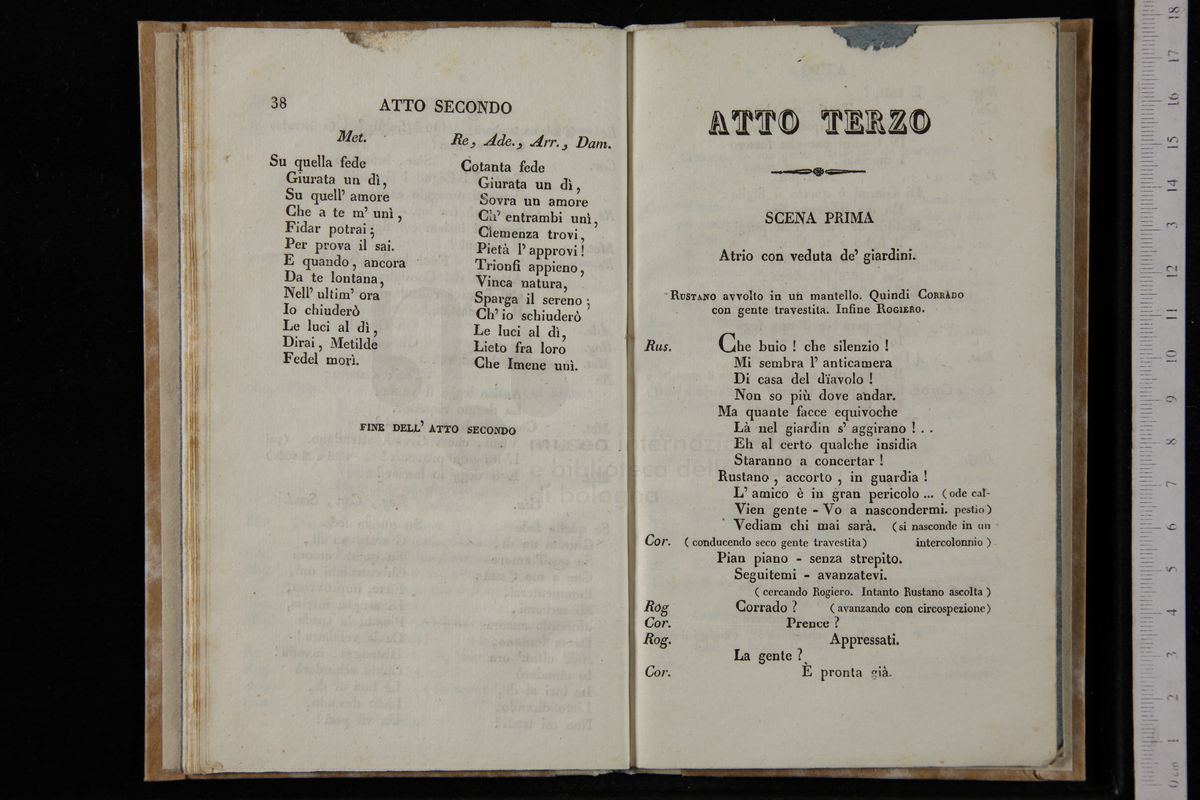 38 ATTO SECONDO
Met.
Su quella fede
Giurata un dì,
Su quell' amore
Che a te m' unì,
Fidar potrai;
Per prova il sai.
E quando, ancora
Da te lontana,
Nell' ultim' ora
Io chiuderò
Le luci al dì,
Dirai, Metilde
Fedel morì.
Re, Ade., Arr., Dam.
Cotanta fede
Giurata un dì,
Sovra un amore
Ch' entrambi unì,
Clemenza trovi,
Pietà l' approvi!
Trionfi appieno,
Vinca natura,
Sparga il sereno;
Ch' io schiuderò
Le luci al dì,
Lieto fra loro
Che Imene unì.
FINE DELL' ATTO SECONDO
ATTO TERZO
SCENA PRIMA
Atrio con veduta de' giardini.
RUSTANO avvolto in un mantello. Quindi CORRADO
con gente travestita. Infine ROGIERO.
Rus. Che buio! che silenzio!
Mi sembra l' anticamera
Di casa del dïavolo!
Non so più dove andar.
Ma quante facce equivoche
Là nel giardin s' aggirano! . .
Eh al certo qualche insidia
Staranno a concertar!
Rustano, accorto, in guardia!
L' amico è in gran pericolo ... (ode cal-
Vien gente - Vo a nascondermi. pestio)
Vediam chi mai sarà. (si nasconde in un
Cor. (conducendo seco gente travestita) intercolonnio)
Pian piano - senza strepito.
Seguitemi - avanzatevi.
(cercando Rogiero. Intanto Rustano ascolta)
Rog Corrado? (avanzando con circospezione)
Cor. Prence?
Rog. Appressati.
La gente?
Cor. È pronta già.
museo internazi
e biblioteca del
di bologna